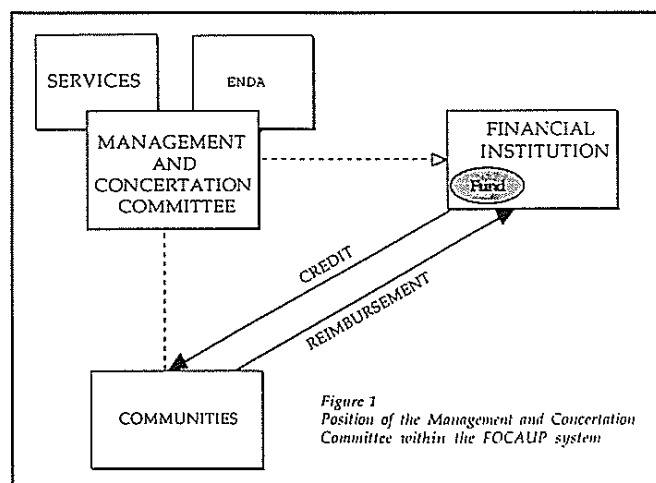 SERVICES
ENDA
MANAGEMENT
AND
CONCERTATION
COMMITTEE
FINANCIAL
INSTITUTION
Fund
CREDIT
REIMBURSEMENT
COMMUNITIES
Figure 1
Position of the Management and Concertation
Committee within the FOCAUP system